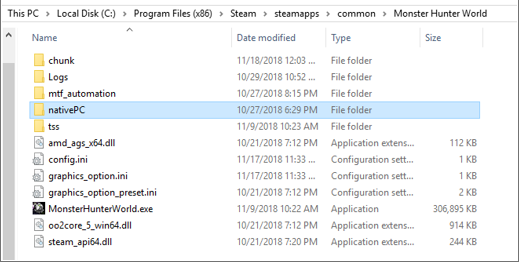 This PC > Local Disk (C:) > Program Files (x86) > Steam > steamapps > common > Monster Hunter World
Name Date modified Type Size
chunk 11/18/2018 12:03 ... File folder
Logs 10/29/2018 10:52 ... File folder
mtf_automation 10/27/2018 8:15 PM File folder
nativePC 10/27/2018 6:29 PM File folder
tss 11/9/2018 10:23 AM File folder
amd_ags_x64.dll 10/21/2018 7:12 PM Application extens... 112 KB
config.ini 11/17/2018 11:33 ... Configuration sett... 1 KB
graphics_option.ini 11/17/2018 11:33 ... Configuration sett... 1 KB
graphics_option_preset.ini 10/21/2018 7:12 PM Configuration sett... 2 KB
MonsterHunterWorld.exe 11/9/2018 10:22 AM Application 306,895 KB
oo2core_5_win64.dll 10/21/2018 7:12 PM Application extens... 914 KB
steam_api64.dll 10/21/2018 7:20 PM Application extens... 244 KB